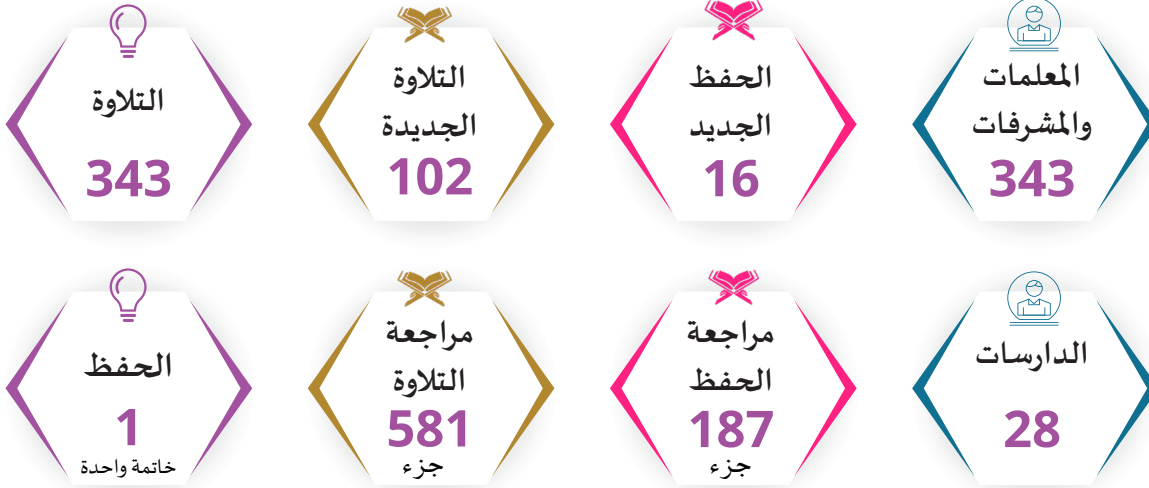 المعلمات
والمشرفات
343
الحفظ
الجديد
16
التلاوة
الجديدة
102
التلاوة
343
الدارسات
28
مراجعة
الحفظ
187
جزء
مراجعة
التلاوة
581
جزء
الحفظ
1
خاتمة واحدة